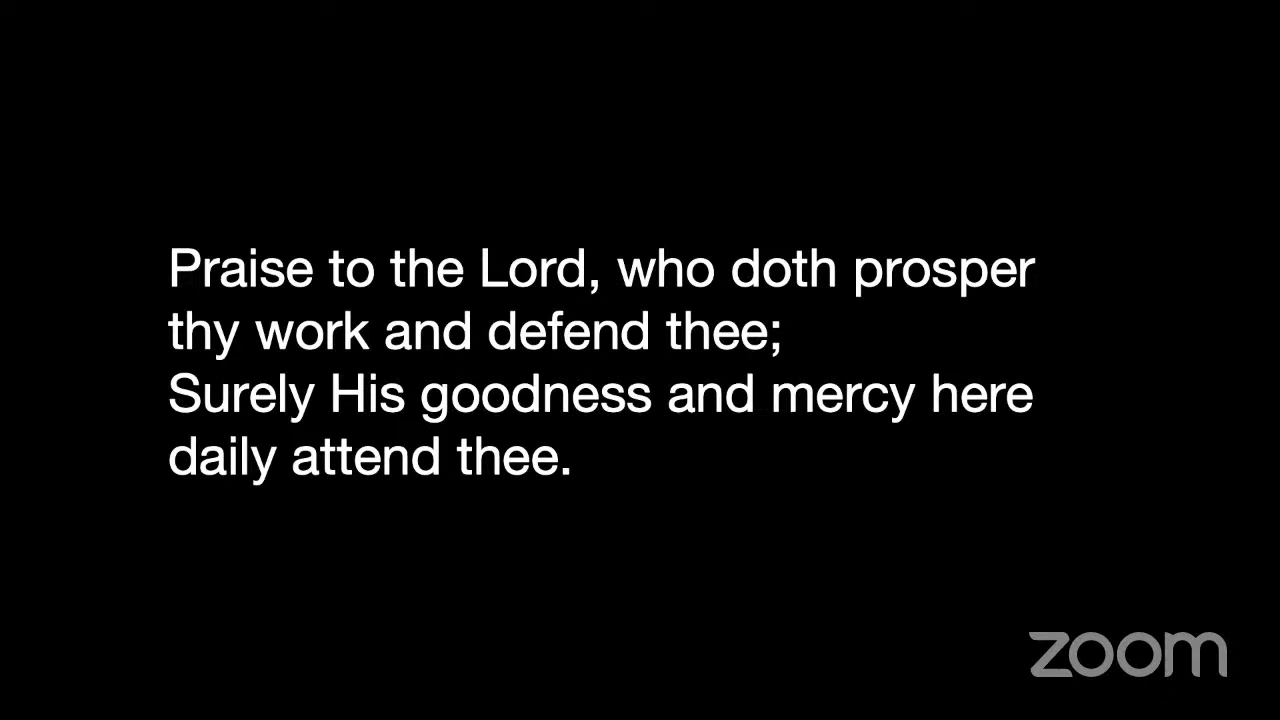 Praise to the Lord, who doth prosper
thy work and defend thee;
Surely His goodness and mercy here
daily attend thee.
zoom